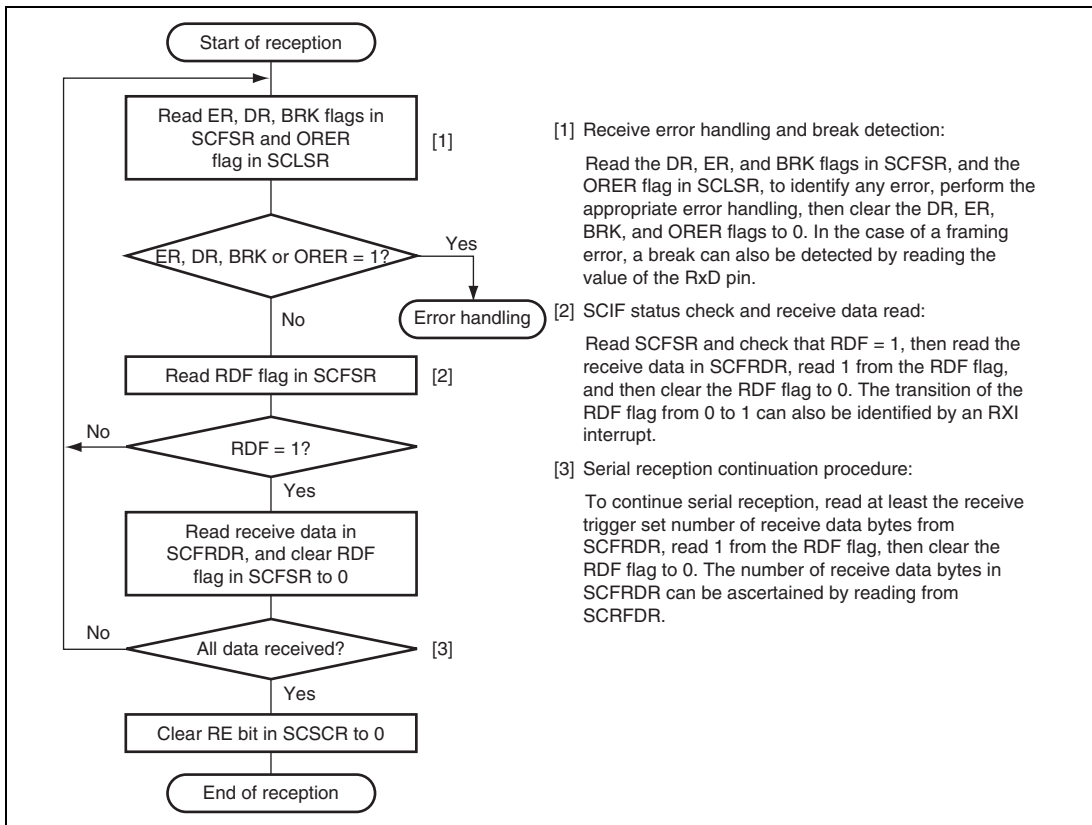 Start of reception
Read ER, DR, BRK flags in
SCFSR and ORER
flag in SCLSR
[1]
ER, DR, BRK or ORER = 1?
Yes
Error handling
No
Read RDF flag in SCFSR
[2]
No
RDF = 1?
Yes
Read receive data in
SCFRDR, and clear RDF
flag in SCFSR to 0
No
All data received?
[3]
Yes
Clear RE bit in SCSCR to 0
End of reception
[1] Receive error handling and break detection:
Read the DR, ER, and BRK flags in SCFSR, and the
ORER flag in SCLSR, to identify any error, perform the
appropriate error handling, then clear the DR, ER,
BRK, and ORER flags to 0. In the case of a framing
error, a break can also be detected by reading the
value of the RxD pin.
[2] SCIF status check and receive data read:
Read SCFSR and check that RDF = 1, then read the
receive data in SCFRDR, read 1 from the RDF flag,
and then clear the RDF flag to 0. The transition of the
RDF flag from 0 to 1 can also be identified by an RXI
interrupt.
[3] Serial reception continuation procedure:
To continue serial reception, read at least the receive
trigger set number of receive data bytes from
SCFRDR, read 1 from the RDF flag, then clear the
RDF flag to 0. The number of receive data bytes in
SCFRDR can be ascertained by reading from
SCRFDR.